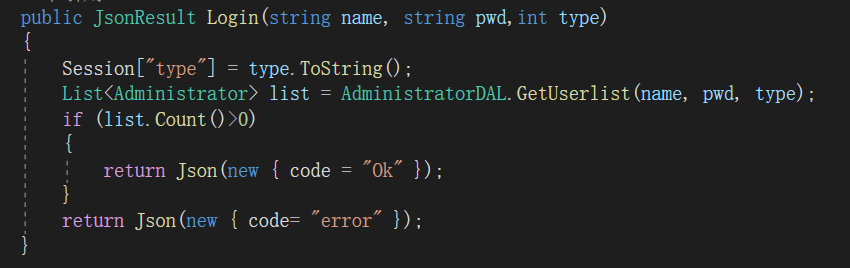 public JsonResult Login(string name, string pwd,int type)
{
Session["type"] = type.ToString();
List<Administrator> list = AdministratorDAL.GetUserlist(name, pwd, type);
if (list.Count()>0)
{
return Json(new { code = "Ok" });
}
return Json(new { code= "error" });
}